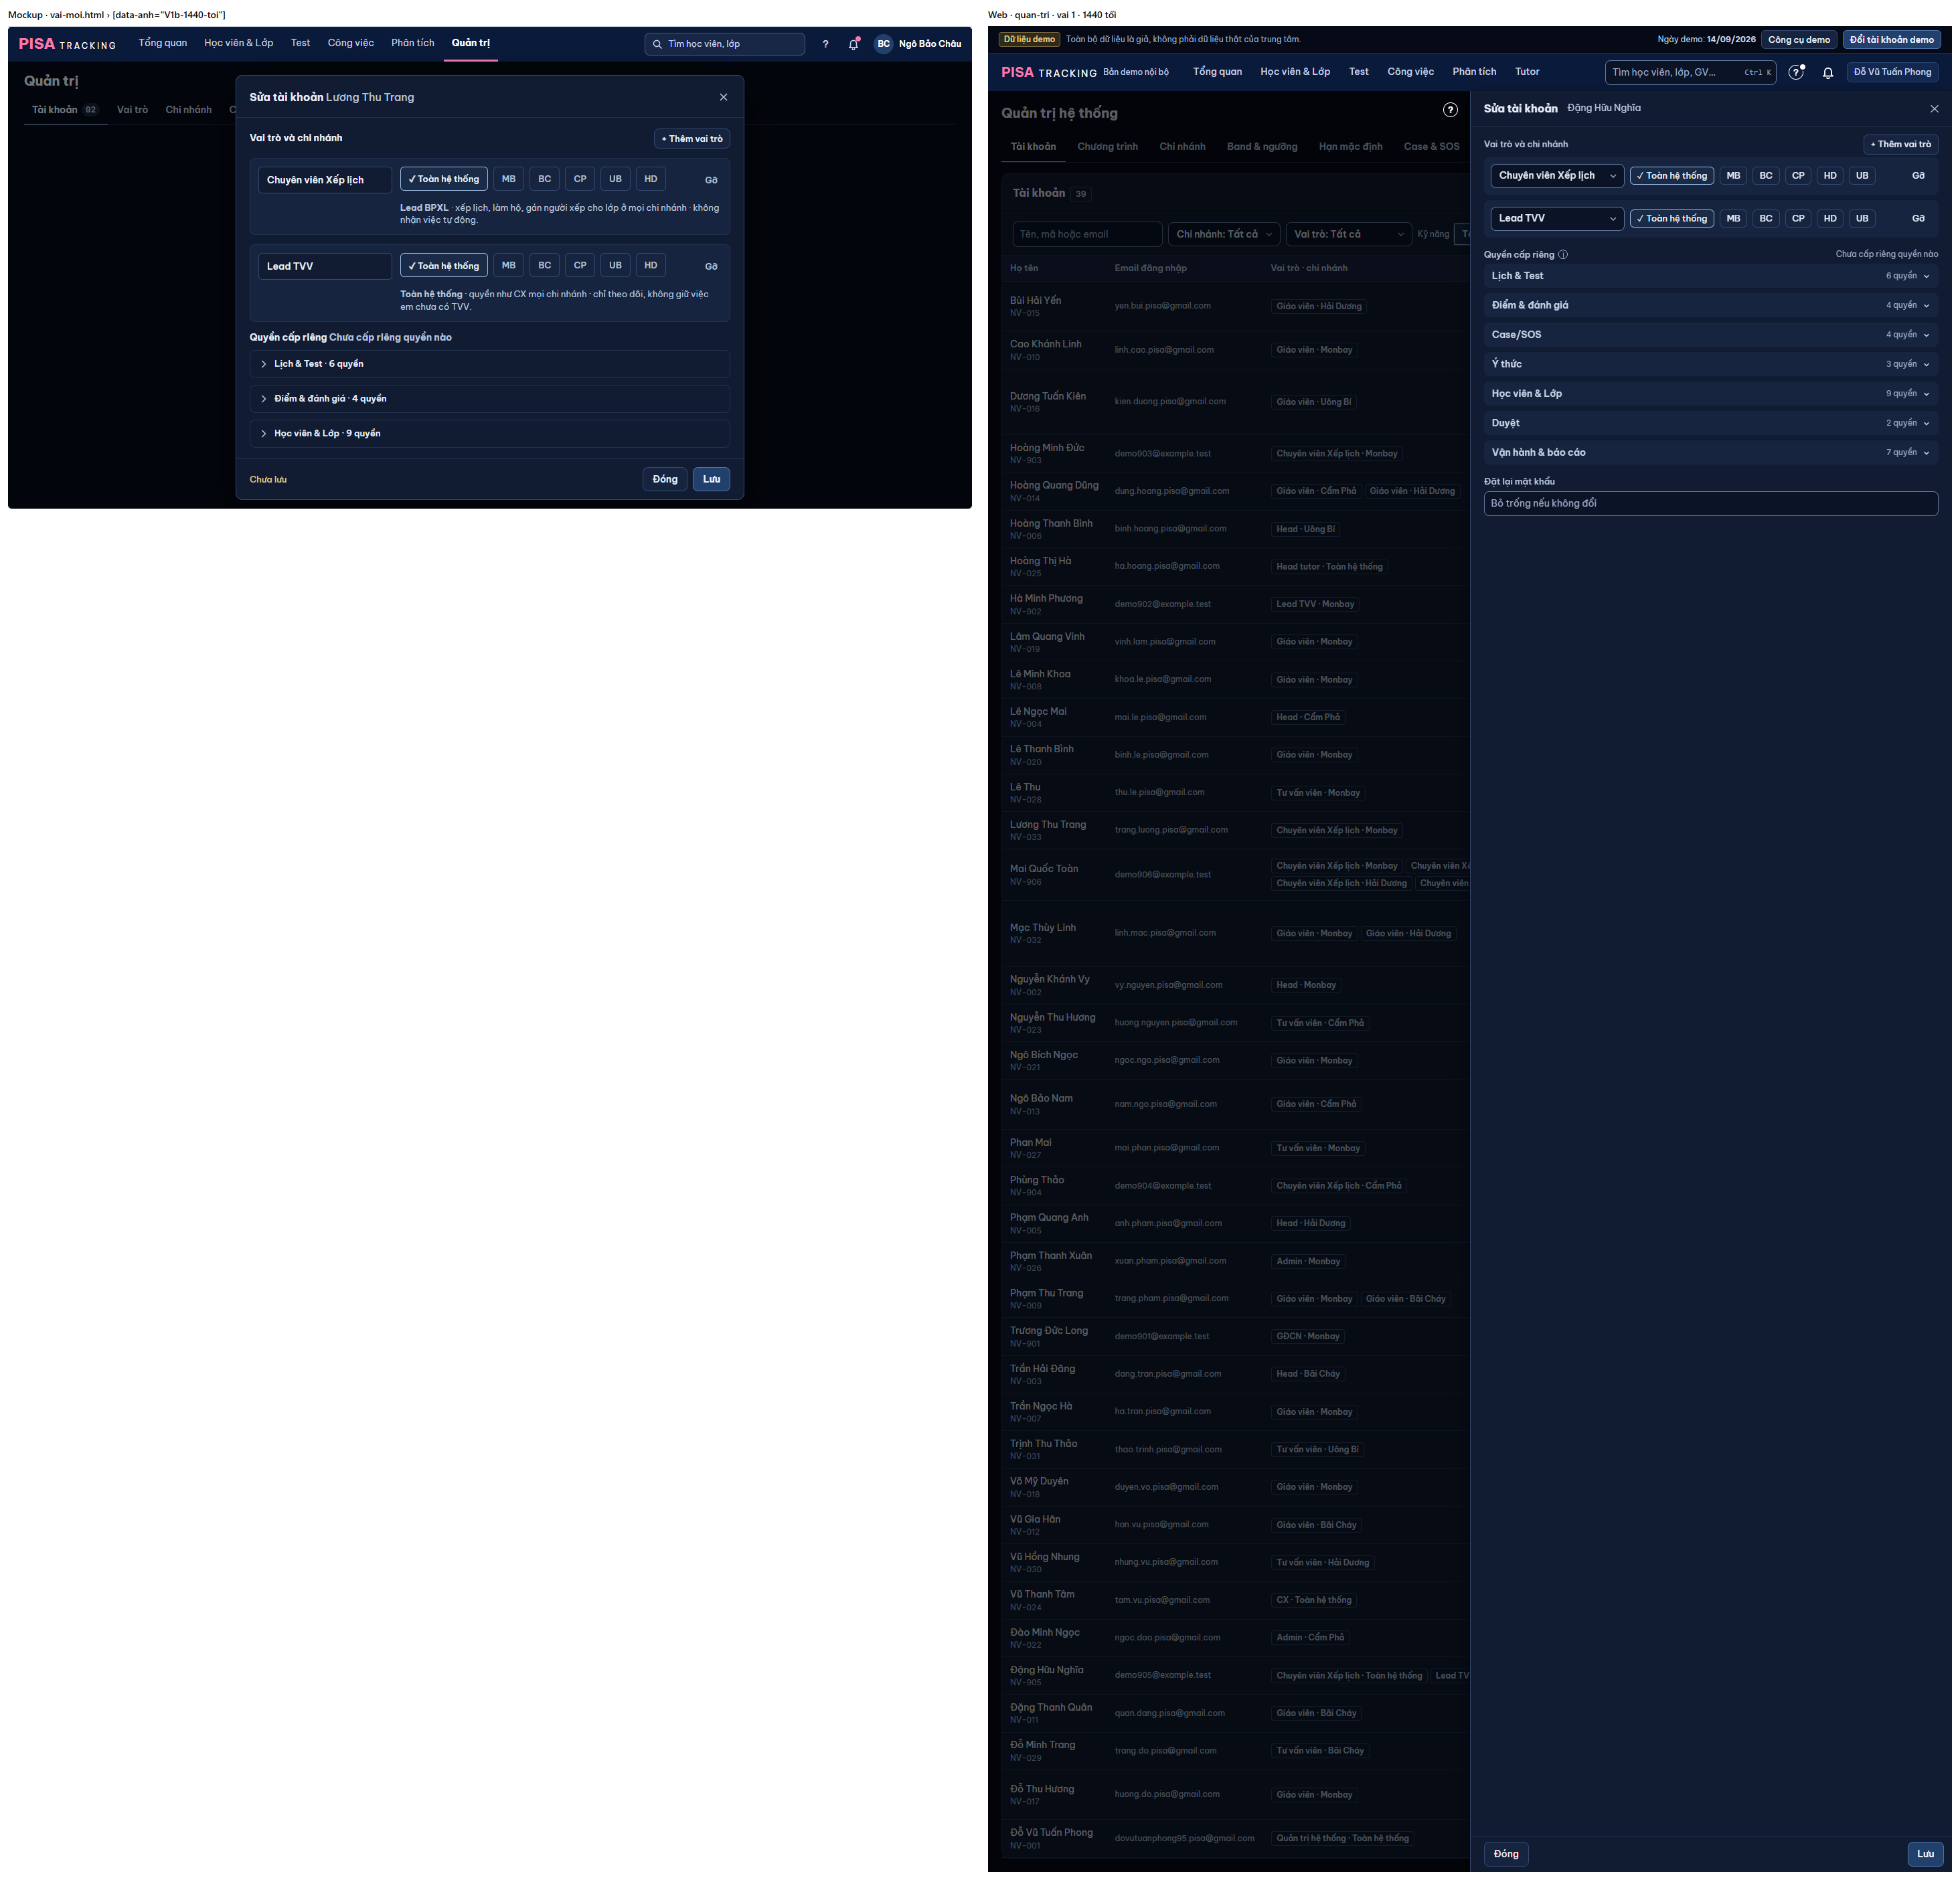 Mockup · vai-moi.html › [data-anh="V1b-1440-toi"]
PISA TRACKING Tổng quan Học viên & Lớp Test Công việc Phân tích Quản trị Tìm học viên, lớp ? BC Ngô Bảo Châu
Quản trị
Tài khoản 92 Vai trò Chi nhánh C
Sửa tài khoản Lương Thu Trang
Vai trò và chi nhánh + Thêm vai trò
Chuyên viên Xếp lịch ✓ Toàn hệ thống MB BC CP UB HD Gỡ
Lead BPXL · xếp lịch, làm hộ, gán người xếp cho lớp ở mọi chi nhánh · không
nhận việc tự động.
Lead TVV ✓ Toàn hệ thống MB BC CP UB HD Gỡ
Toàn hệ thống · quyền như CX mọi chi nhánh · chỉ theo dõi, không giữ việc
em chưa có TVV.
Quyền cấp riêng Chưa cấp riêng quyền nào
Lịch & Test · 6 quyền
Điểm & đánh giá · 4 quyền
Học viên & Lớp · 9 quyền
Chưa lưu Đóng Lưu
Web · quan-tri · vai 1 · 1440 tối
Dữ liệu demo Toàn bộ dữ liệu là giả, không phải dữ liệu thật của trung tâm. Ngày demo: 14/09/2026 Công cụ demo Đổi tài khoản demo
PISA TRACKING Bản demo nội bộ Tổng quan Học viên & Lớp Test Công việc Phân tích Tutor Tìm học viên, lớp, GV... Ctrl K ? Đỗ Vũ Tuấn Phong
Quản trị hệ thống ?
Tài khoản Chương trình Chi nhánh Band & ngưỡng Hạn mặc định Case & SOS
Tài khoản 39
Tên, mã hoặc email Chi nhánh: Tất cả Vai trò: Tất cả Kỹ năng
Họ tên Email đăng nhập Vai trò · chi nhánh
Bùi Hải Yến yen.bui.pisa@gmail.com Giáo viên · Hải Dương
NV-015
Cao Khánh Linh linh.cao.pisa@gmail.com Giáo viên · Monbay
NV-010
Dương Tuấn Kiên kien.duong.pisa@gmail.com Giáo viên · Uông Bí
NV-016
Hoàng Minh Đức demo903@example.test Chuyên viên Xếp lịch · Monbay
NV-903
Hoàng Quang Dũng dung.hoang.pisa@gmail.com Giáo viên · Cẩm Phả Giáo viên · Hải Dương
NV-014
Hoàng Thanh Bình binh.hoang.pisa@gmail.com Head · Uông Bí
NV-006
Hoàng Thị Hà ha.hoang.pisa@gmail.com Head tutor · Toàn hệ thống
NV-025
Hà Minh Phương demo902@example.test Lead TVV · Monbay
NV-902
Lâm Quang Vinh vinh.lam.pisa@gmail.com Giáo viên · Monbay
NV-019
Lê Minh Khoa khoa.le.pisa@gmail.com Giáo viên · Monbay
NV-008
Lê Ngọc Mai mai.le.pisa@gmail.com Head · Cẩm Phả
NV-004
Lê Thanh Bình binh.le.pisa@gmail.com Giáo viên · Monbay
NV-020
Lê Thu thu.le.pisa@gmail.com Tư vấn viên · Monbay
NV-028
Lương Thu Trang trang.luong.pisa@gmail.com Chuyên viên Xếp lịch · Monbay
NV-033
Mai Quốc Toàn demo906@example.test Chuyên viên Xếp lịch · Monbay Chuyên viên Xế
NV-906 Chuyên viên Xếp lịch · Hải Dương Chuyên viên
Mạc Thùy Linh linh.mac.pisa@gmail.com Giáo viên · Monbay Giáo viên · Hải Dương
NV-032
Nguyễn Khánh Vy vy.nguyen.pisa@gmail.com Head · Monbay
NV-002
Nguyễn Thu Hương huong.nguyen.pisa@gmail.com Tư vấn viên · Cẩm Phả
NV-023
Ngô Bích Ngọc ngoc.ngo.pisa@gmail.com Giáo viên · Monbay
NV-021
Ngô Bảo Nam nam.ngo.pisa@gmail.com Giáo viên · Cẩm Phả
NV-013
Phan Mai mai.phan.pisa@gmail.com Tư vấn viên · Monbay
NV-027
Phùng Thảo demo904@example.test Chuyên viên Xếp lịch · Cẩm Phả
NV-904
Phạm Quang Anh anh.pham.pisa@gmail.com Head · Hải Dương
NV-005
Phạm Thanh Xuân xuan.pham.pisa@gmail.com Admin · Monbay
NV-026
Phạm Thu Trang trang.pham.pisa@gmail.com Giáo viên · Monbay Giáo viên · Bãi Cháy
NV-009
Trương Đức Long demo901@example.test GĐCN · Monbay
NV-901
Trần Hải Đăng dang.tran.pisa@gmail.com Head · Bãi Cháy
NV-003
Trần Ngọc Hà ha.tran.pisa@gmail.com Giáo viên · Monbay
NV-007
Trịnh Thu Thảo thao.trinh.pisa@gmail.com Tư vấn viên · Uông Bí
NV-031
Võ Mỹ Duyên duyen.vo.pisa@gmail.com Giáo viên · Monbay
NV-018
Vũ Gia Hân han.vu.pisa@gmail.com Giáo viên · Bãi Cháy
NV-012
Vũ Hồng Nhung nhung.vu.pisa@gmail.com Tư vấn viên · Hải Dương
NV-030
Vũ Thanh Tâm tam.vu.pisa@gmail.com CX · Toàn hệ thống
NV-024
Đào Minh Ngọc ngoc.dao.pisa@gmail.com Admin · Cẩm Phả
NV-022
Đặng Hữu Nghĩa demo905@example.test Chuyên viên Xếp lịch · Toàn hệ thống Lead TV
NV-905
Đặng Thanh Quân quan.dang.pisa@gmail.com Giáo viên · Bãi Cháy
NV-011
Đỗ Minh Trang trang.do.pisa@gmail.com Tư vấn viên · Bãi Cháy
NV-029
Đỗ Thu Hương huong.do.pisa@gmail.com Giáo viên · Monbay
NV-017
Đỗ Vũ Tuấn Phong dovutuanphong95.pisa@gmail.com Quản trị hệ thống · Toàn hệ thống
NV-001
Sửa tài khoản Đặng Hữu Nghĩa
Vai trò và chi nhánh + Thêm vai trò
Chuyên viên Xếp lịch ✓ Toàn hệ thống MB BC CP HD UB Gỡ
Lead TVV ✓ Toàn hệ thống MB BC CP HD UB Gỡ
Quyền cấp riêng Chưa cấp riêng quyền nào
Lịch & Test 6 quyền
Điểm & đánh giá 4 quyền
Case/SOS 4 quyền
Ý thức 3 quyền
Học viên & Lớp 9 quyền
Duyệt 2 quyền
Vận hành & báo cáo 7 quyền
Đặt lại mật khẩu
Bỏ trống nếu không đổi
Đóng Lưu